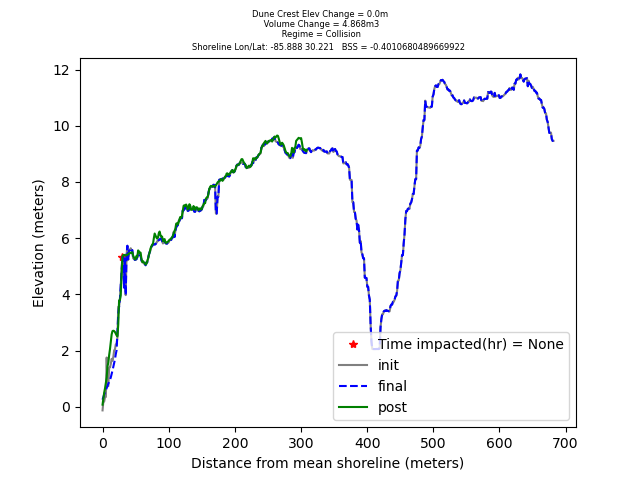 Dune Crest Elev Change = 0.0m
Volume Change = 4.868m3
Regime = Collision
Shoreline Lon/Lat: -85.888 30.221 BSS = -0.4010680489669922
12
10
8
6
4
2
0
Elevation (meters)
Time impacted(hr) = None
init
final
post
0 100 200 300 400 500 600 700
Distance from mean shoreline (meters)